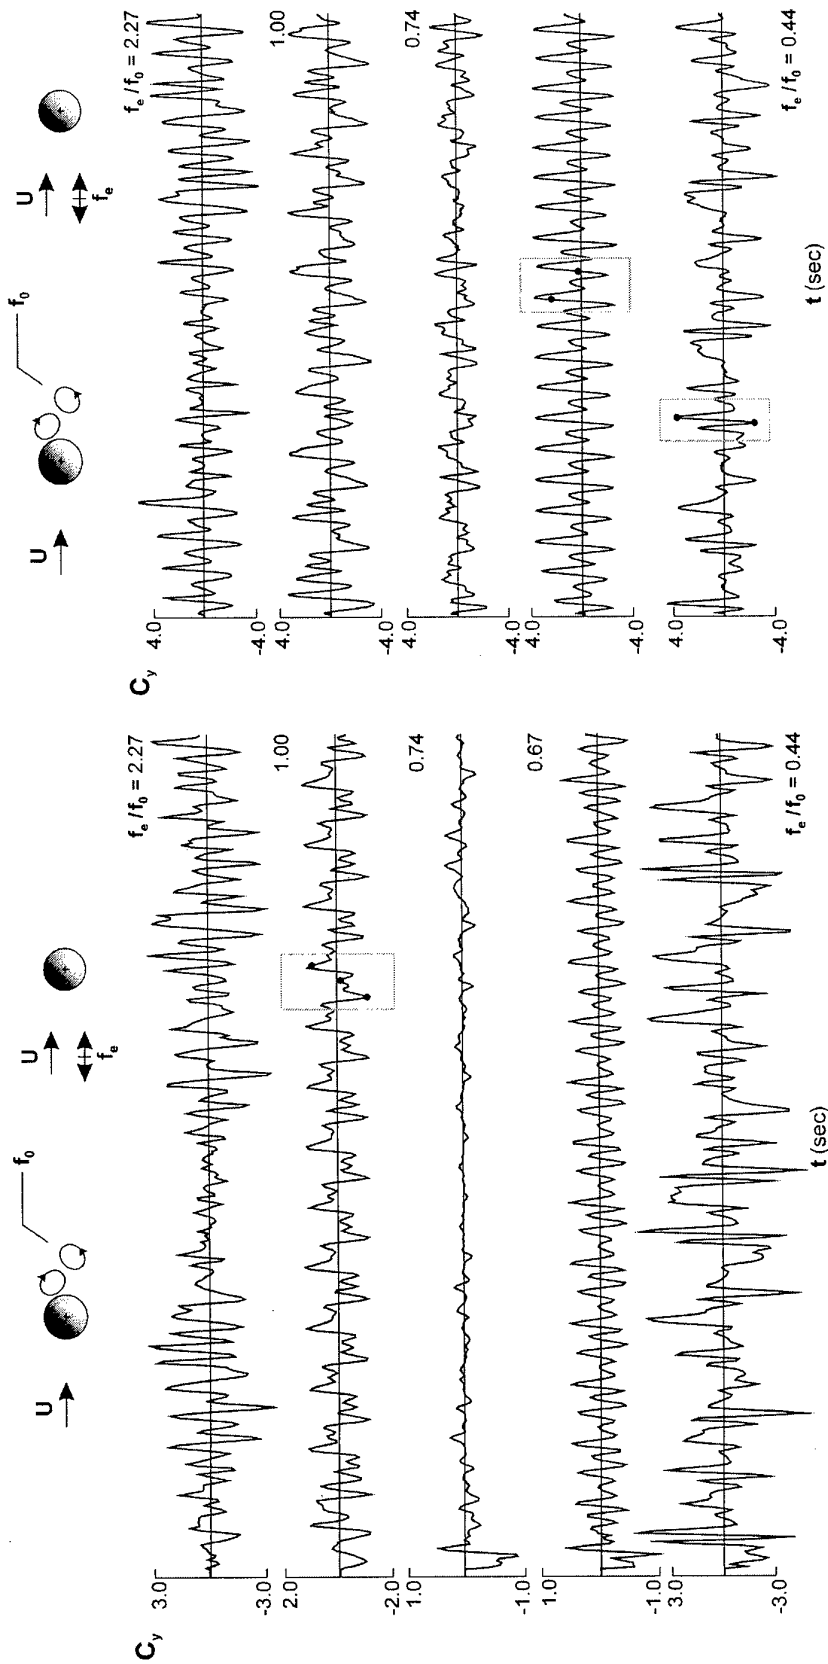 U
f₀
U
fₑ
Cᵧ
3.0
-3.0
fₑ / f₀ = 2.27
2.0
-2.0
1.00
1.0
-1.0
0.74
1.0
-1.0
0.67
3.0
-3.0
fₑ / f₀ = 0.44
t (sec)
U
f₀
U
fₑ
Cᵧ
4.0
-4.0
fₑ / f₀ = 2.27
4.0
-4.0
1.00
4.0
-4.0
0.74
4.0
-4.0
4.0
-4.0
fₑ / f₀ = 0.44
t (sec)